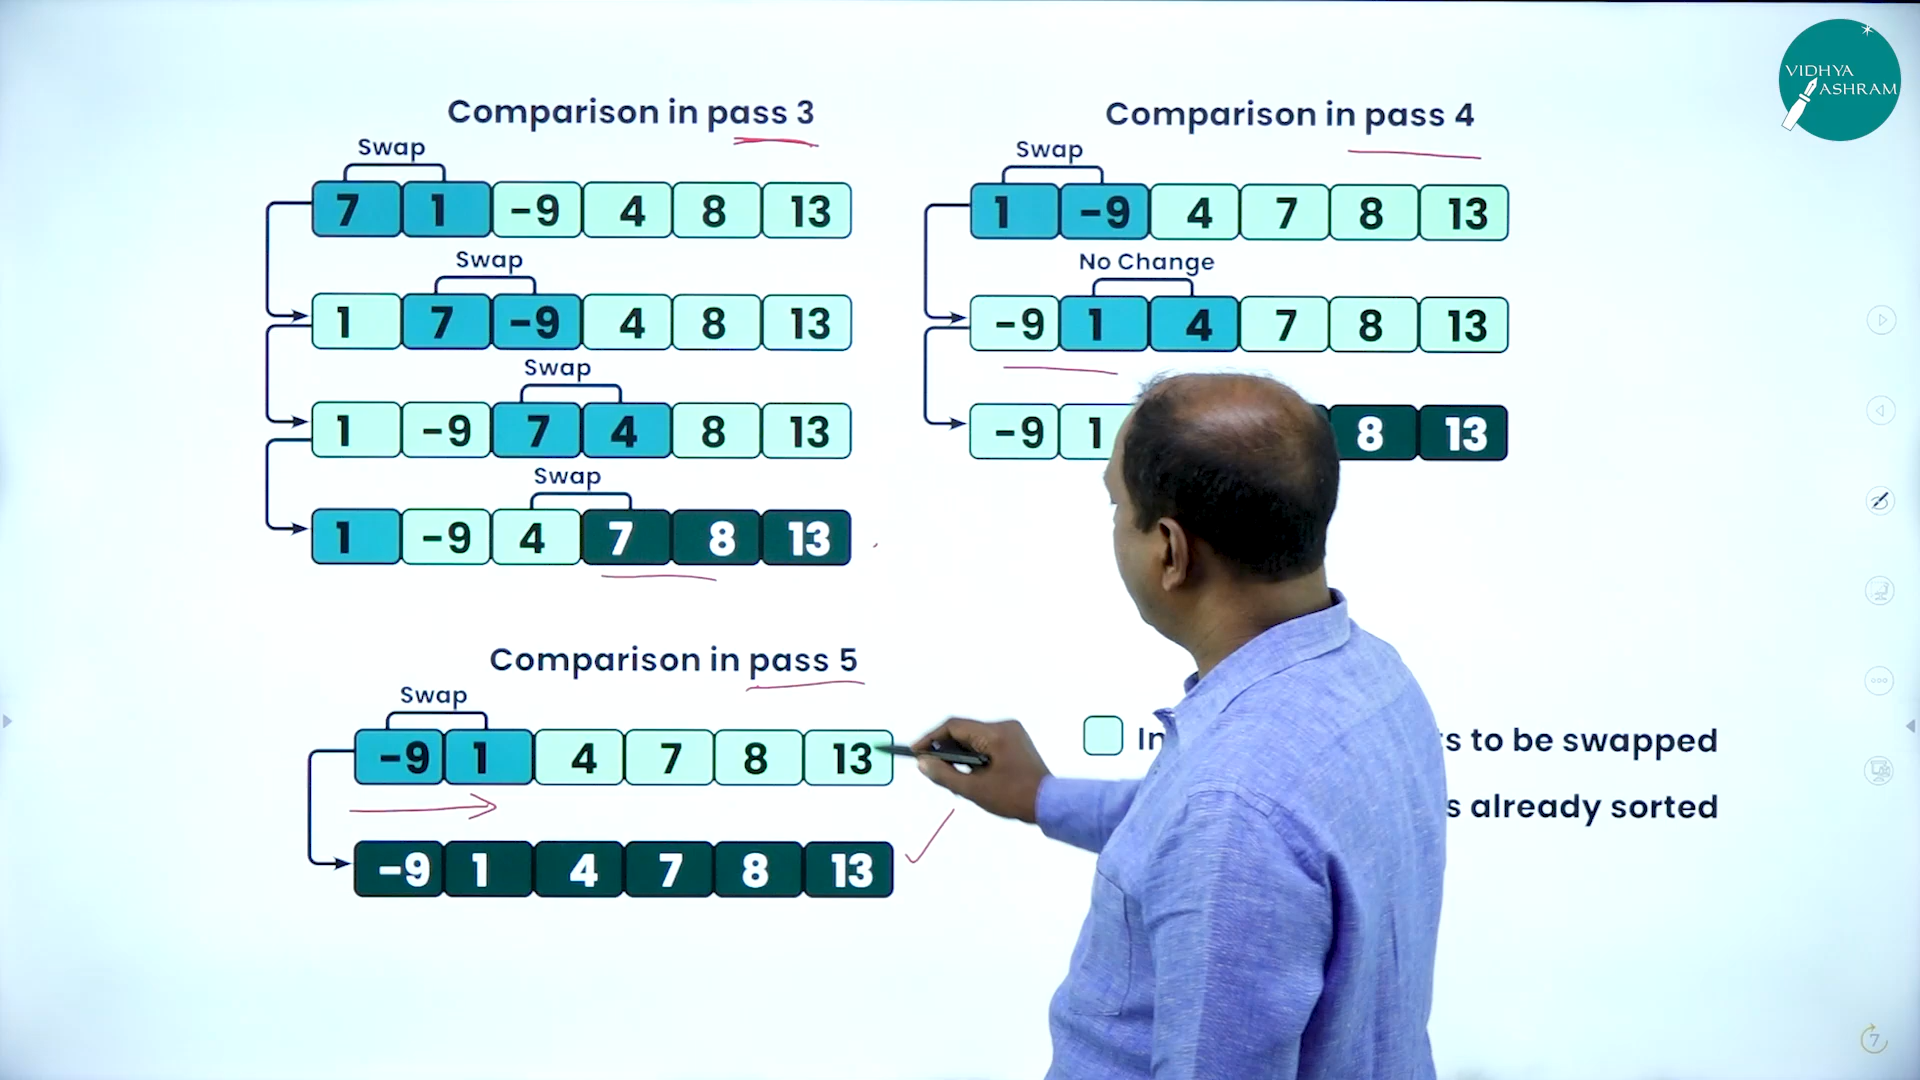 VIDHYA
ASHRAM
Comparison in pass 3
Swap
7 1 -9 4 8 13
Swap
1 7 -9 4 8 13
Swap
1 -9 7 4 8 13
Swap
1 -9 4 7 8 13
Comparison in pass 4
Swap
1 -9 4 7 8 13
No Change
-9 1 4 7 8 13
-9 1 8 13
Comparison in pass 5
Swap
-9 1 4 7 8 13
-9 1 4 7 8 13
to be swapped
already sorted
7